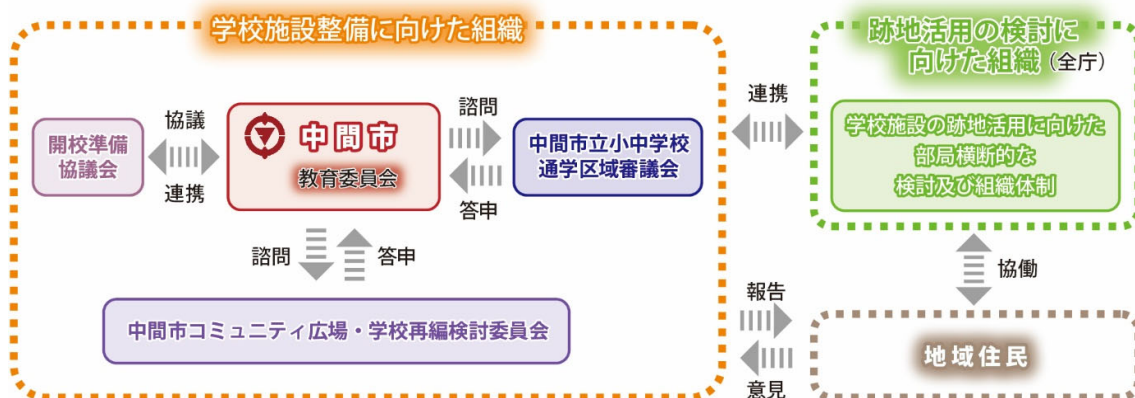 学校施設整備に向けた組織
開校準備
協議会
協議
連携
中間市
教育委員会
諮問
答申
中間市立小中学校
通学区域審議会
諮問
答申
中間市コミュニティ広場・学校再編検討委員会
連携
跡地活用の検討に
向けた組織（全庁）
学校施設の跡地活用に向けた
部局横断的な
検討及び組織体制
協働
報告
意見
地域住民